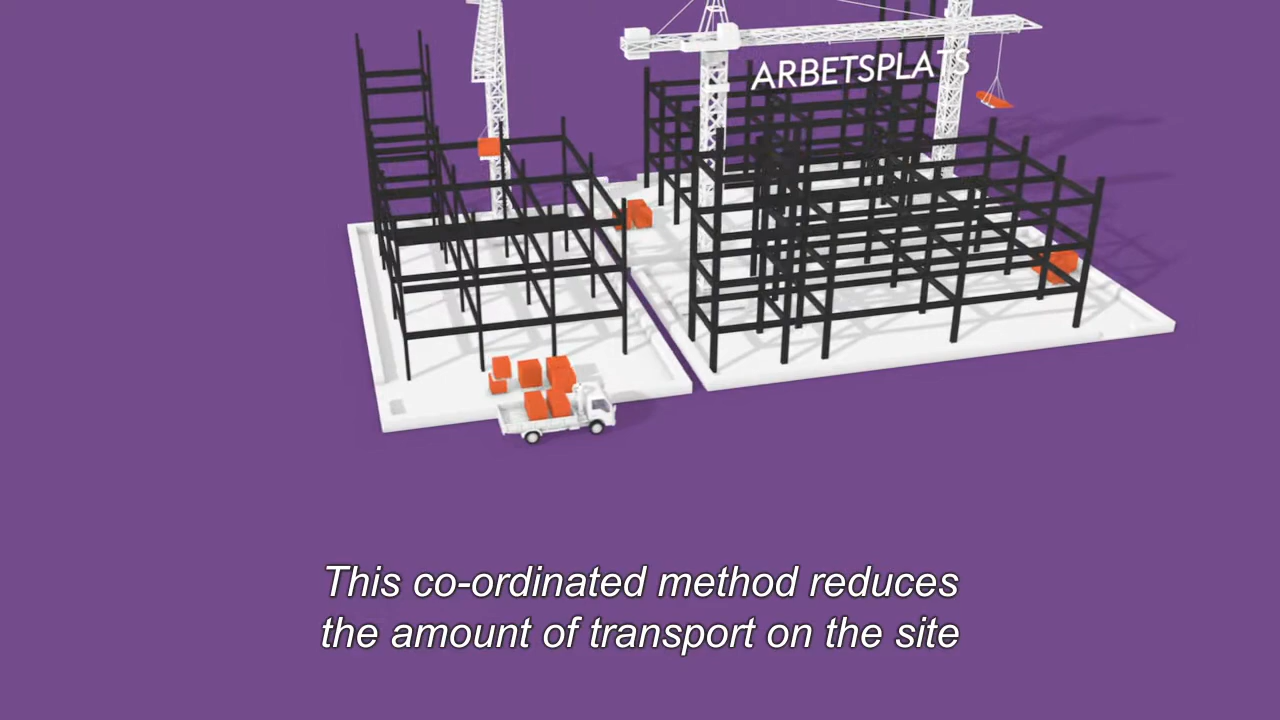 ARBETSPLATS
This co-ordinated method reduces
the amount of transport on the site